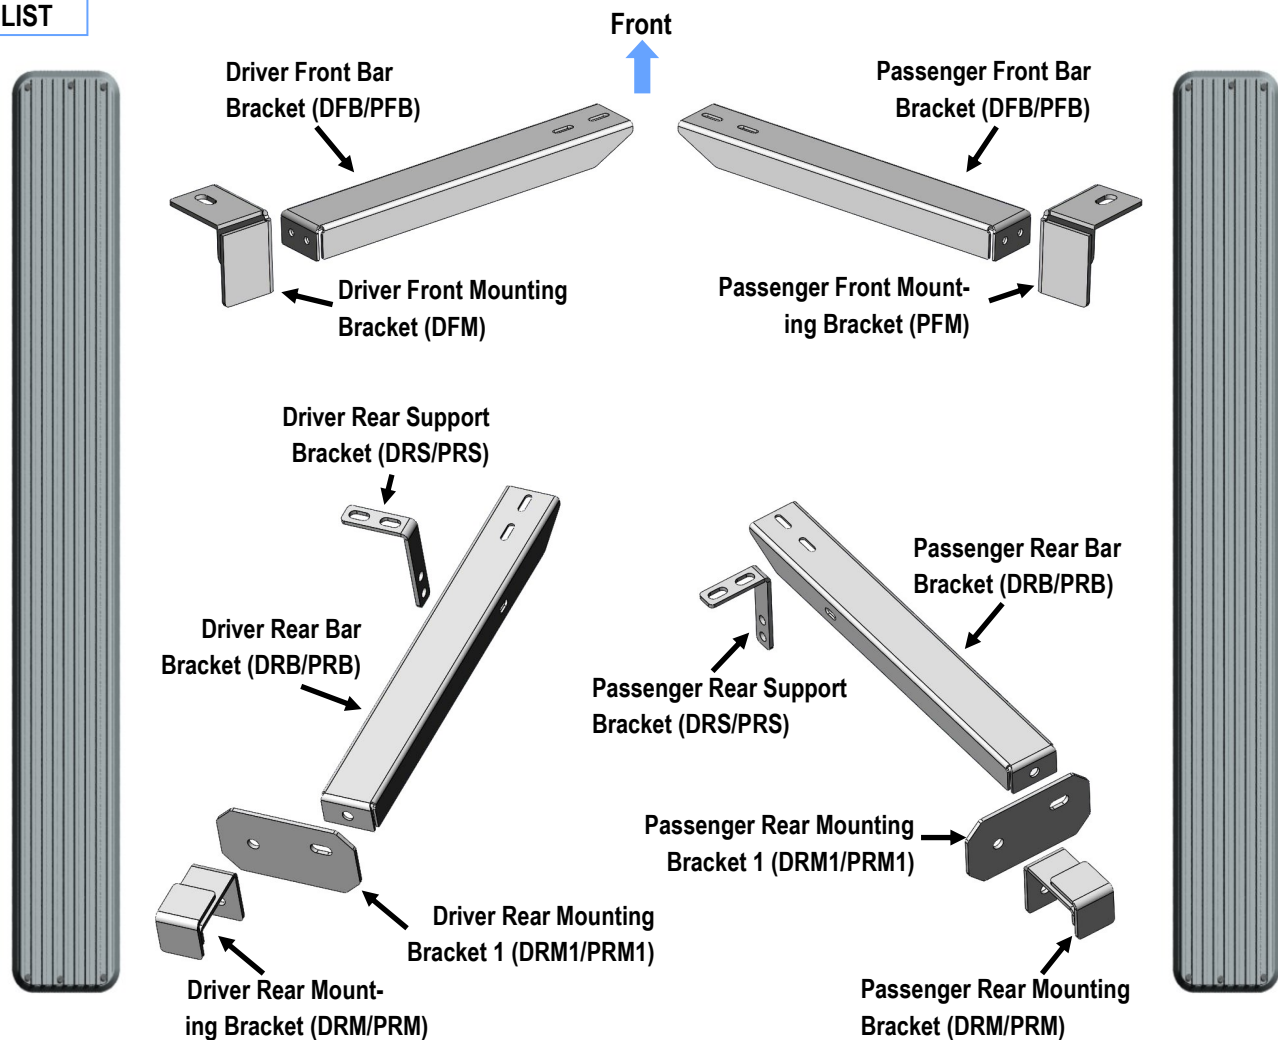 LIST
Front
Driver Front Bar
Bracket (DFB/PFB)
Passenger Front Bar
Bracket (DFB/PFB)
Driver Front Mounting
Bracket (DFM)
Passenger Front Mount-
ing Bracket (PFM)
Driver Rear Support
Bracket (DRS/PRS)
Passenger Rear Bar
Bracket (DRB/PRB)
Driver Rear Bar
Bracket (DRB/PRB)
Passenger Rear Support
Bracket (DRS/PRS)
Passenger Rear Mounting
Bracket 1 (DRM1/PRM1)
Driver Rear Mounting
Bracket 1 (DRM1/PRM1)
Driver Rear Mount-
ing Bracket (DRM/PRM)
Passenger Rear Mounting
Bracket (DRM/PRM)